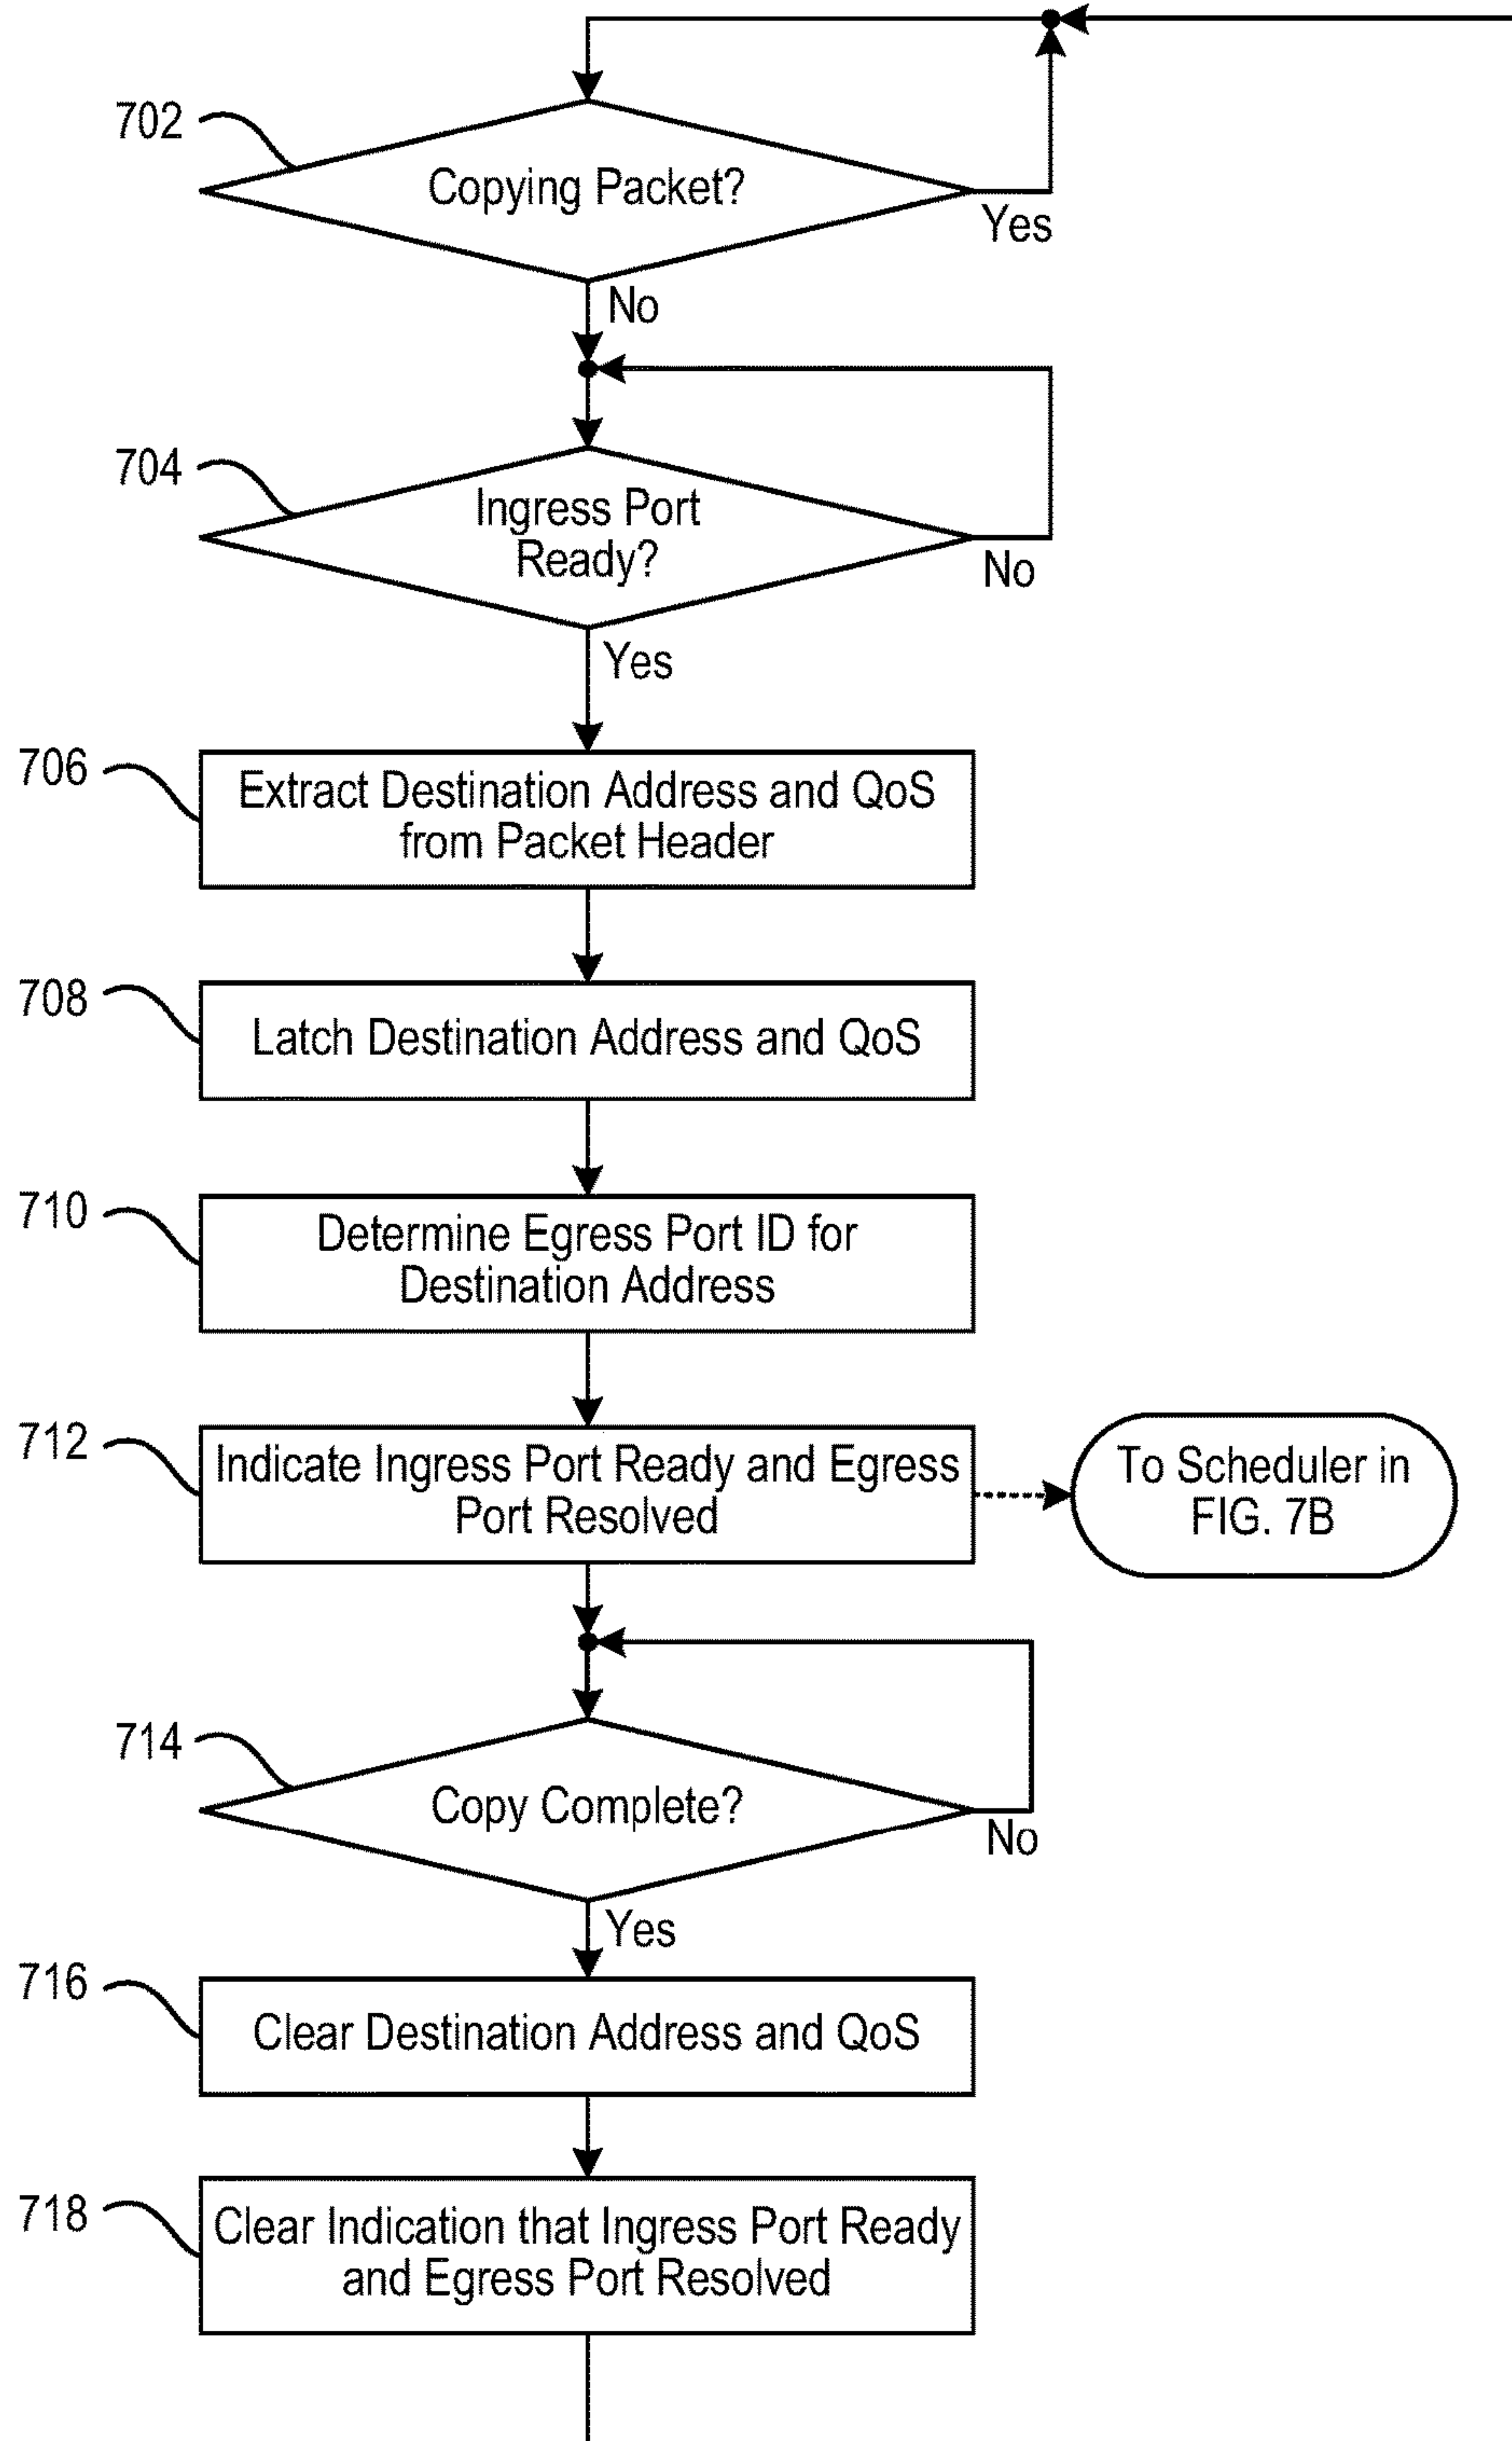 702
Copying Packet?
Yes
No
704
Ingress Port
Ready?
No
Yes
706
Extract Destination Address and QoS
from Packet Header
708
Latch Destination Address and QoS
710
Determine Egress Port ID for
Destination Address
712
Indicate Ingress Port Ready and Egress
Port Resolved
To Scheduler in
FIG. 7B
714
Copy Complete?
No
Yes
716
Clear Destination Address and QoS
718
Clear Indication that Ingress Port Ready
and Egress Port Resolved